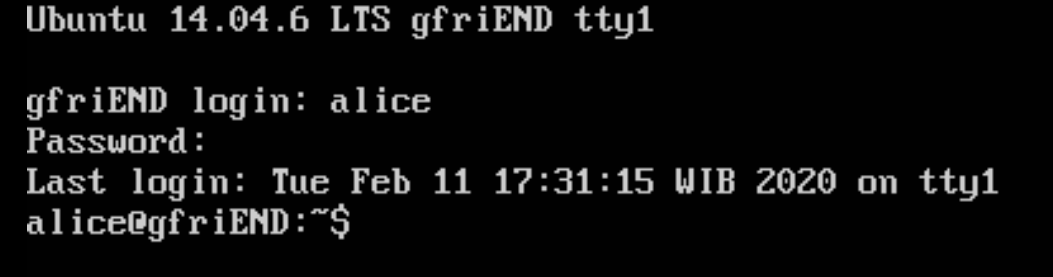 Ubuntu 14.04.6 LTS gfriEND tty1
gfriEND login: alice
Password:
Last login: Tue Feb 11 17:31:15 WIB 2020 on tty1
alice@gfriEND:~$